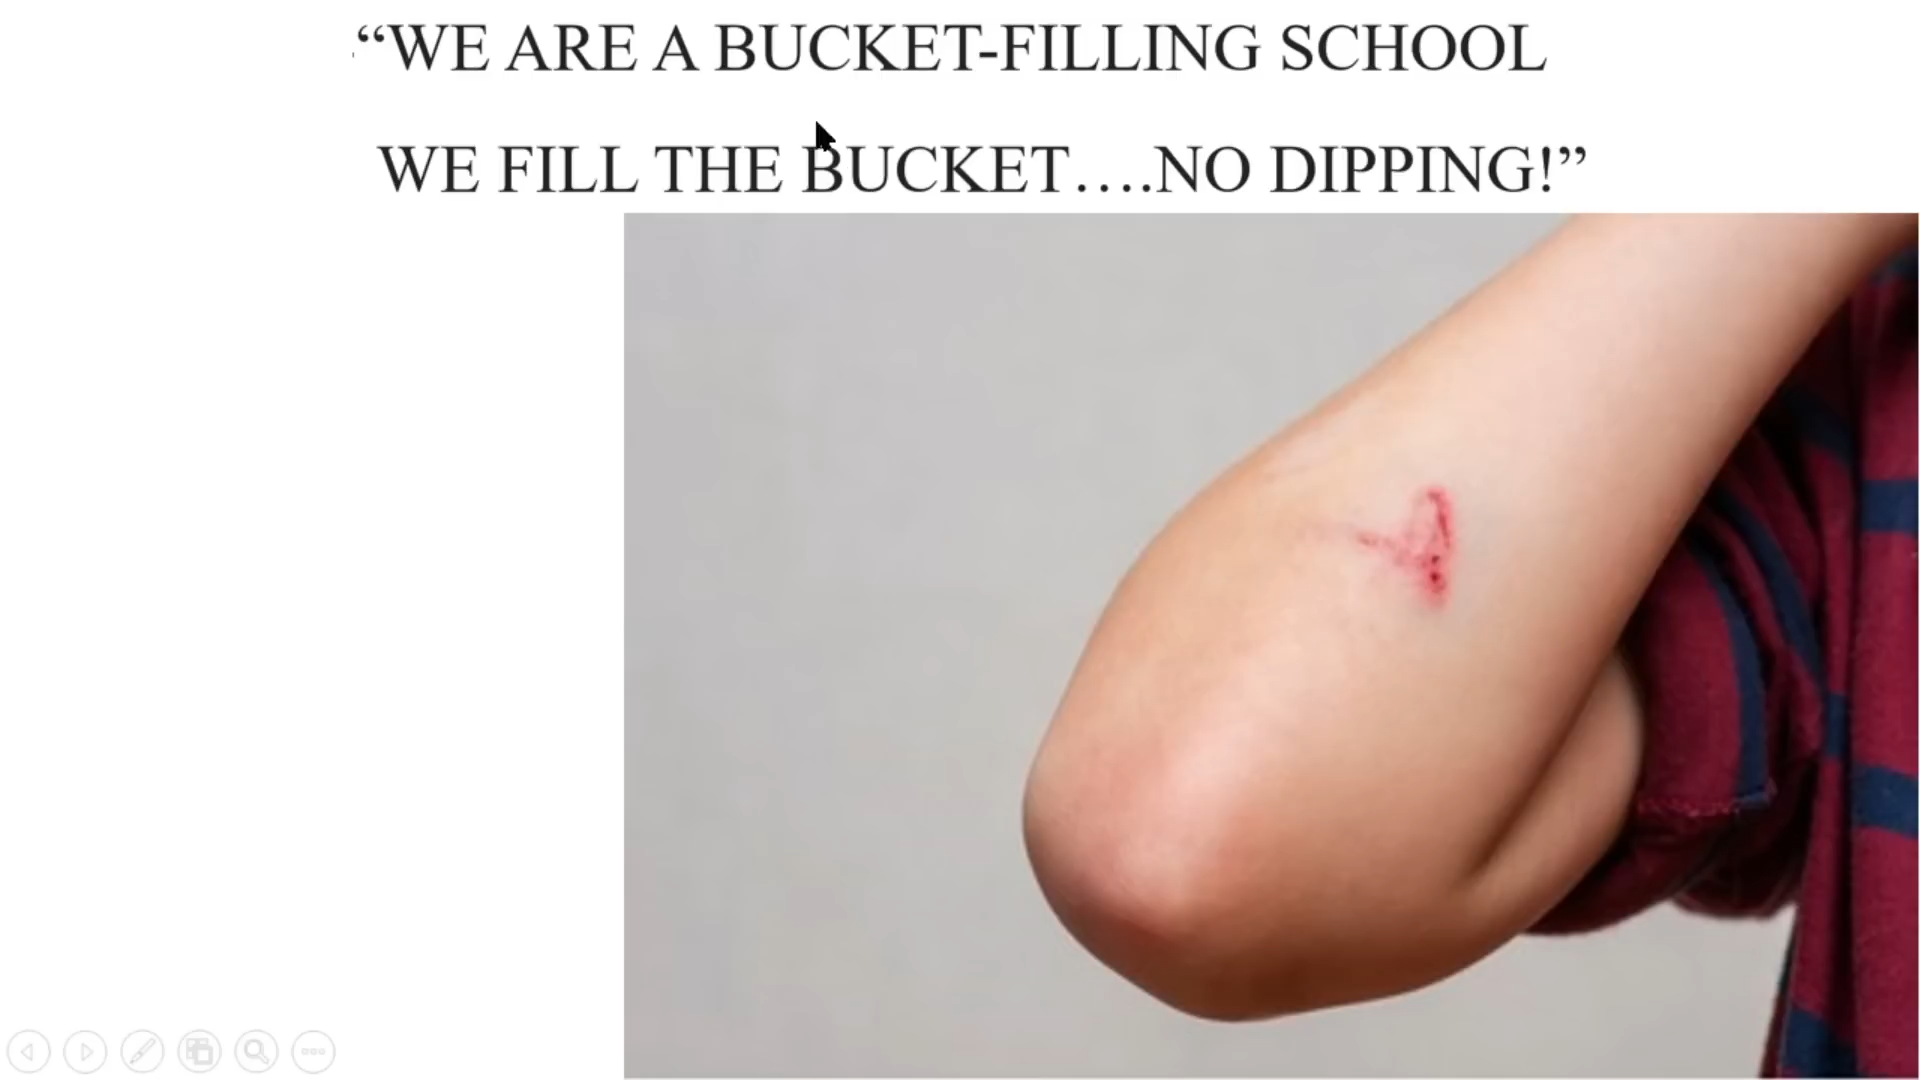 “WE ARE A BUCKET-FILLING SCHOOL
WE FILL THE BUCKET….NO DIPPING!”